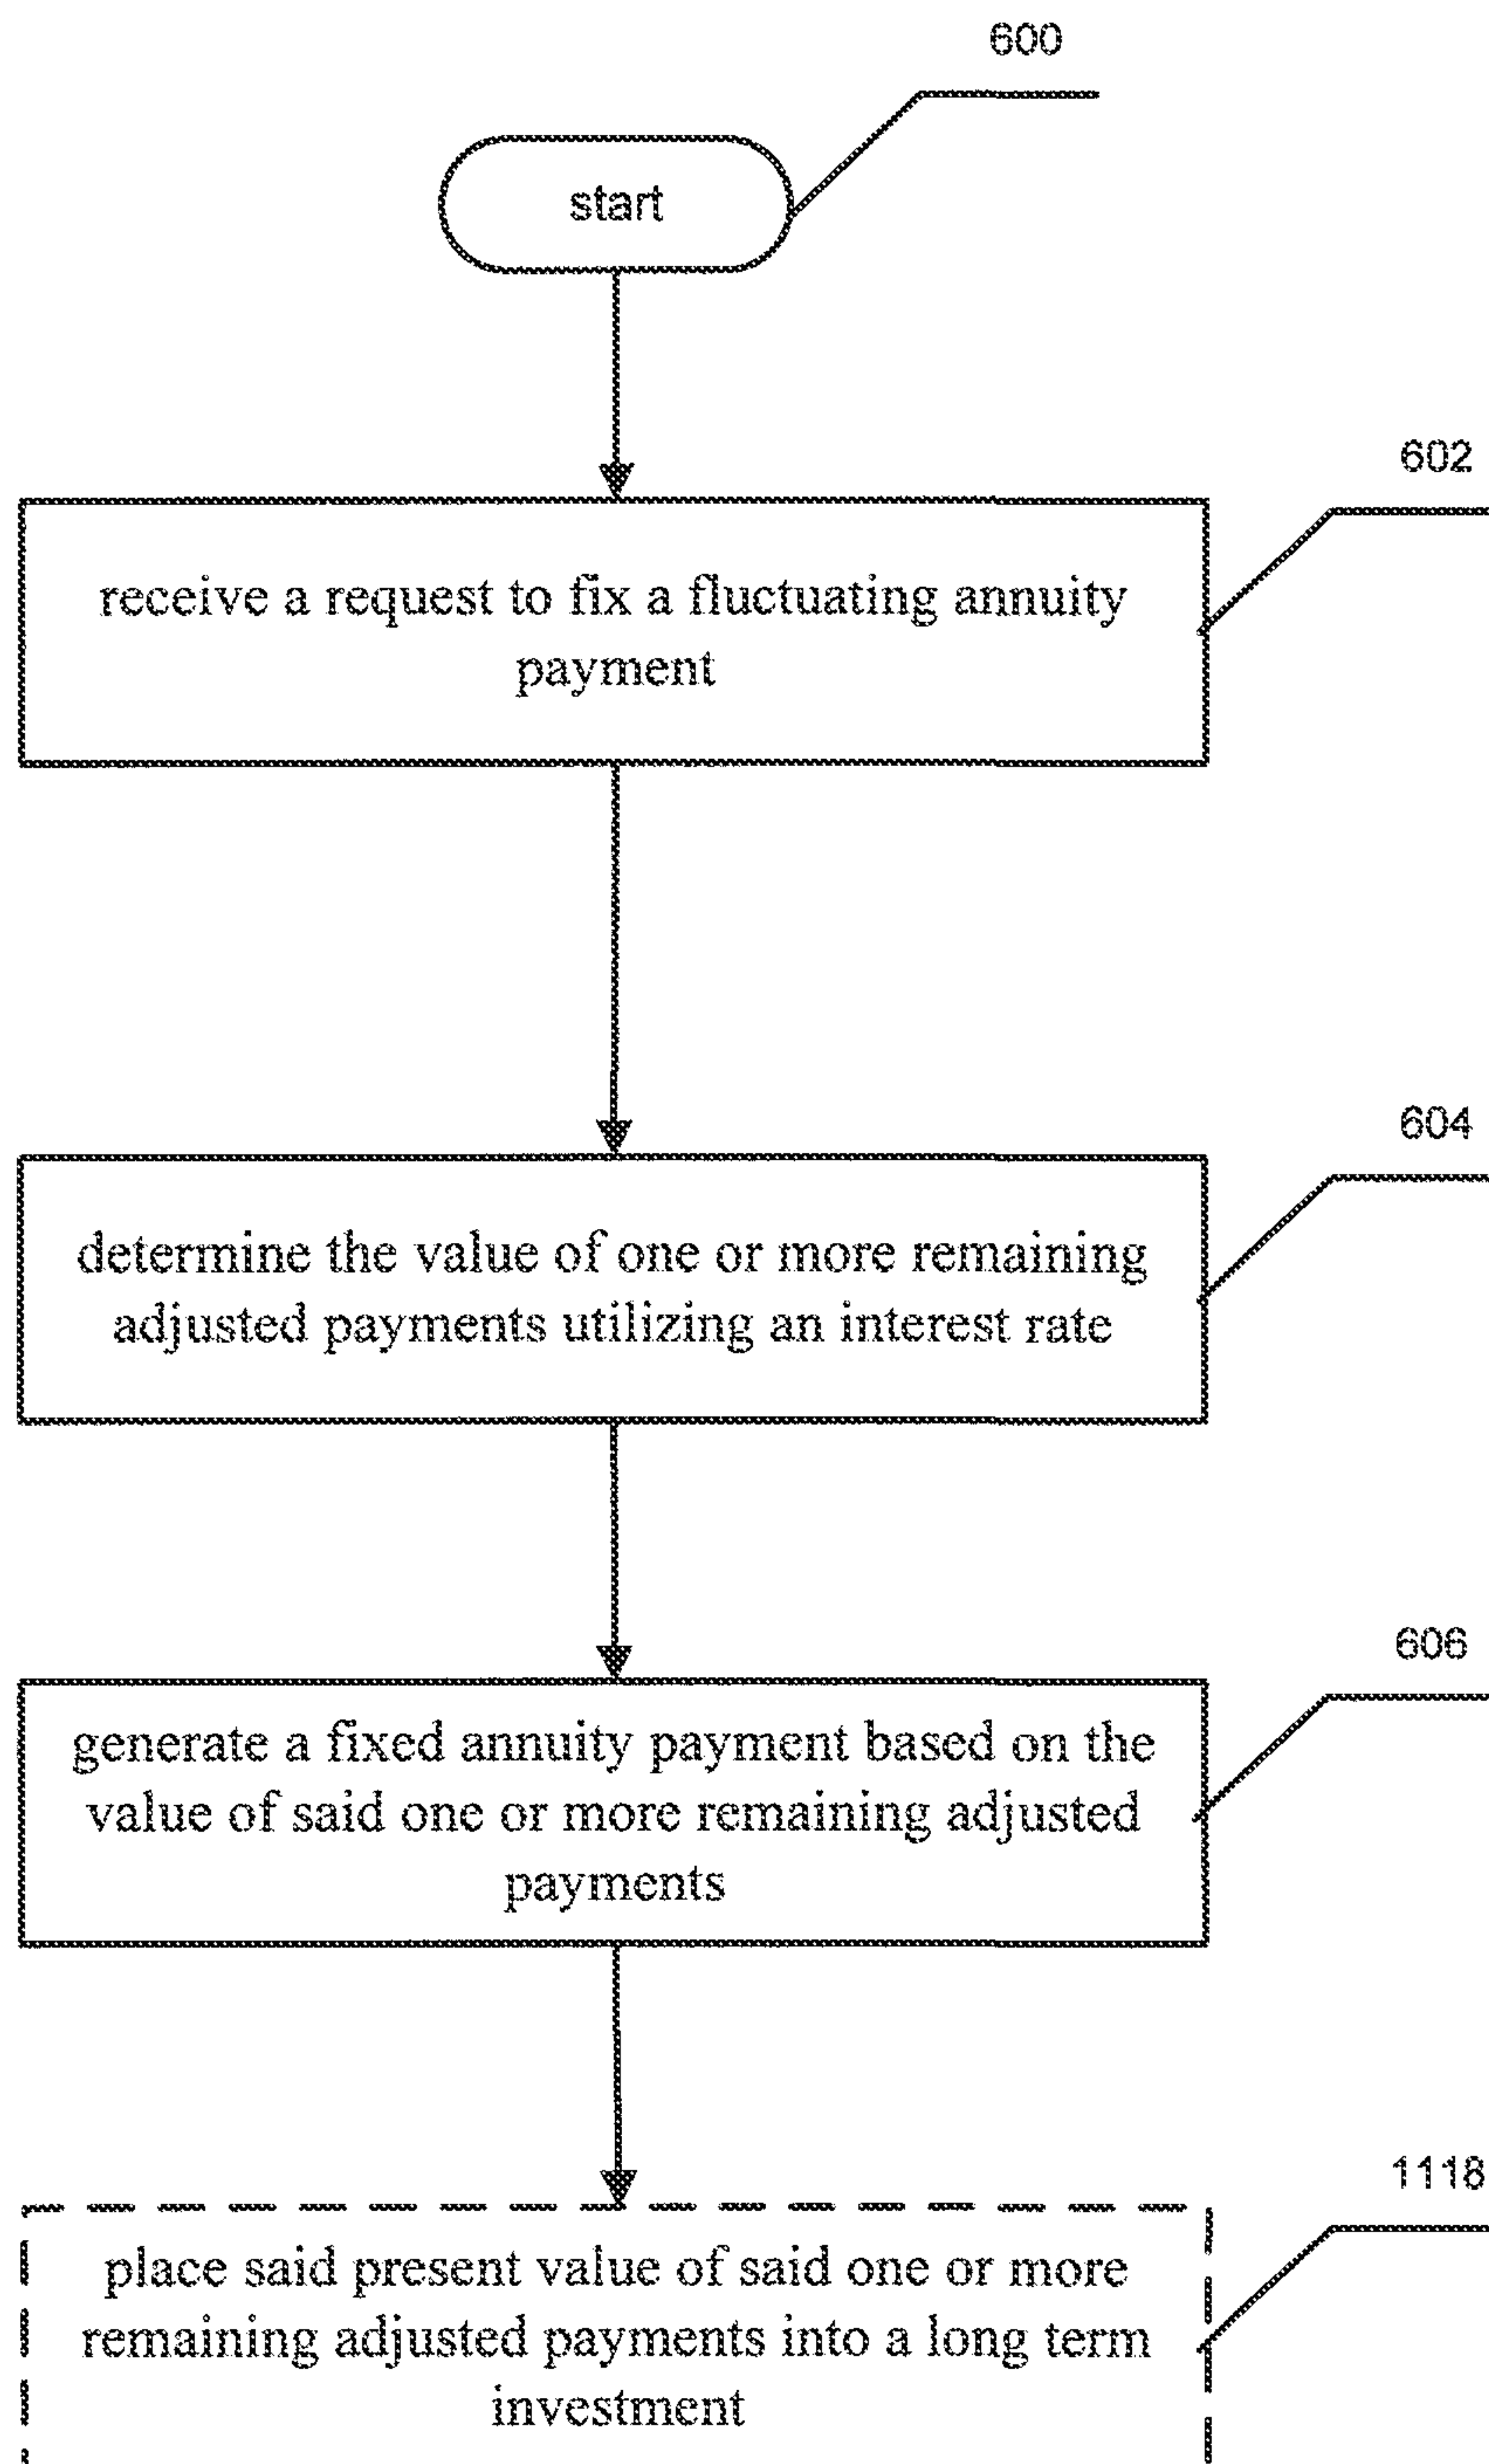 600
start
602
receive a request to fix a fluctuating annuity
payment
604
determine the value of one or more remaining
adjusted payments utilizing an interest rate
606
generate a fixed annuity payment based on the
value of said one or more remaining adjusted
payments
1118
place said present value of said one or more
remaining adjusted payments into a long term
investment